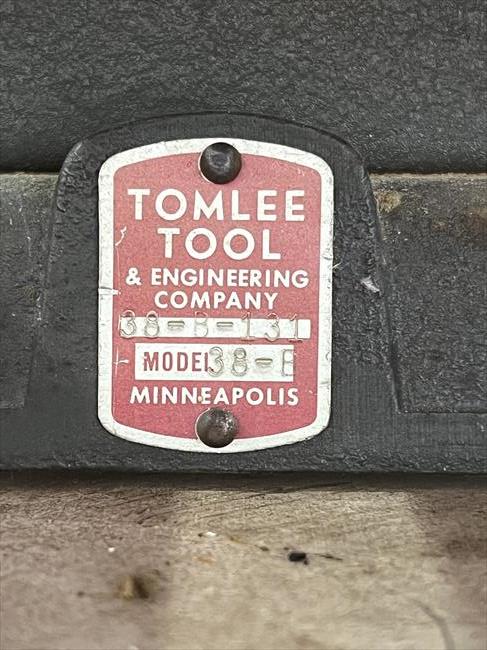 TOMLEE
TOOL
& ENGINEERING
COMPANY
38-B-131
MODEL 38-B
MINNEAPOLIS